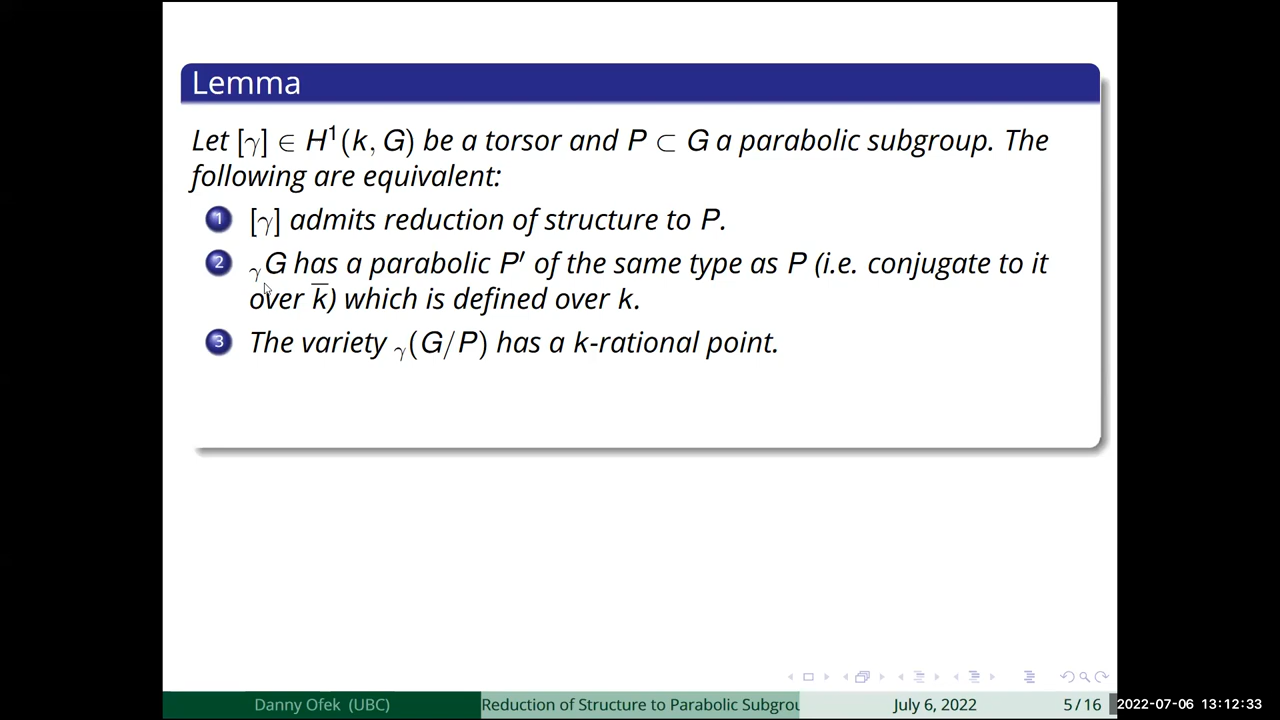 Lemma
Let [γ] ∈ H¹(k, G) be a torsor and P ⊂ G a parabolic subgroup. The
following are equivalent:
1 [γ] admits reduction of structure to P.
2 ᵧG has a parabolic P′ of the same type as P (i.e. conjugate to it
over k̅) which is defined over k.
3 The variety ᵧ(G/P) has a k-rational point.
Danny Ofek (UBC) Reduction of Structure to Parabolic Subgrou July 6, 2022 5 / 16 2022-07-06 13:12:33